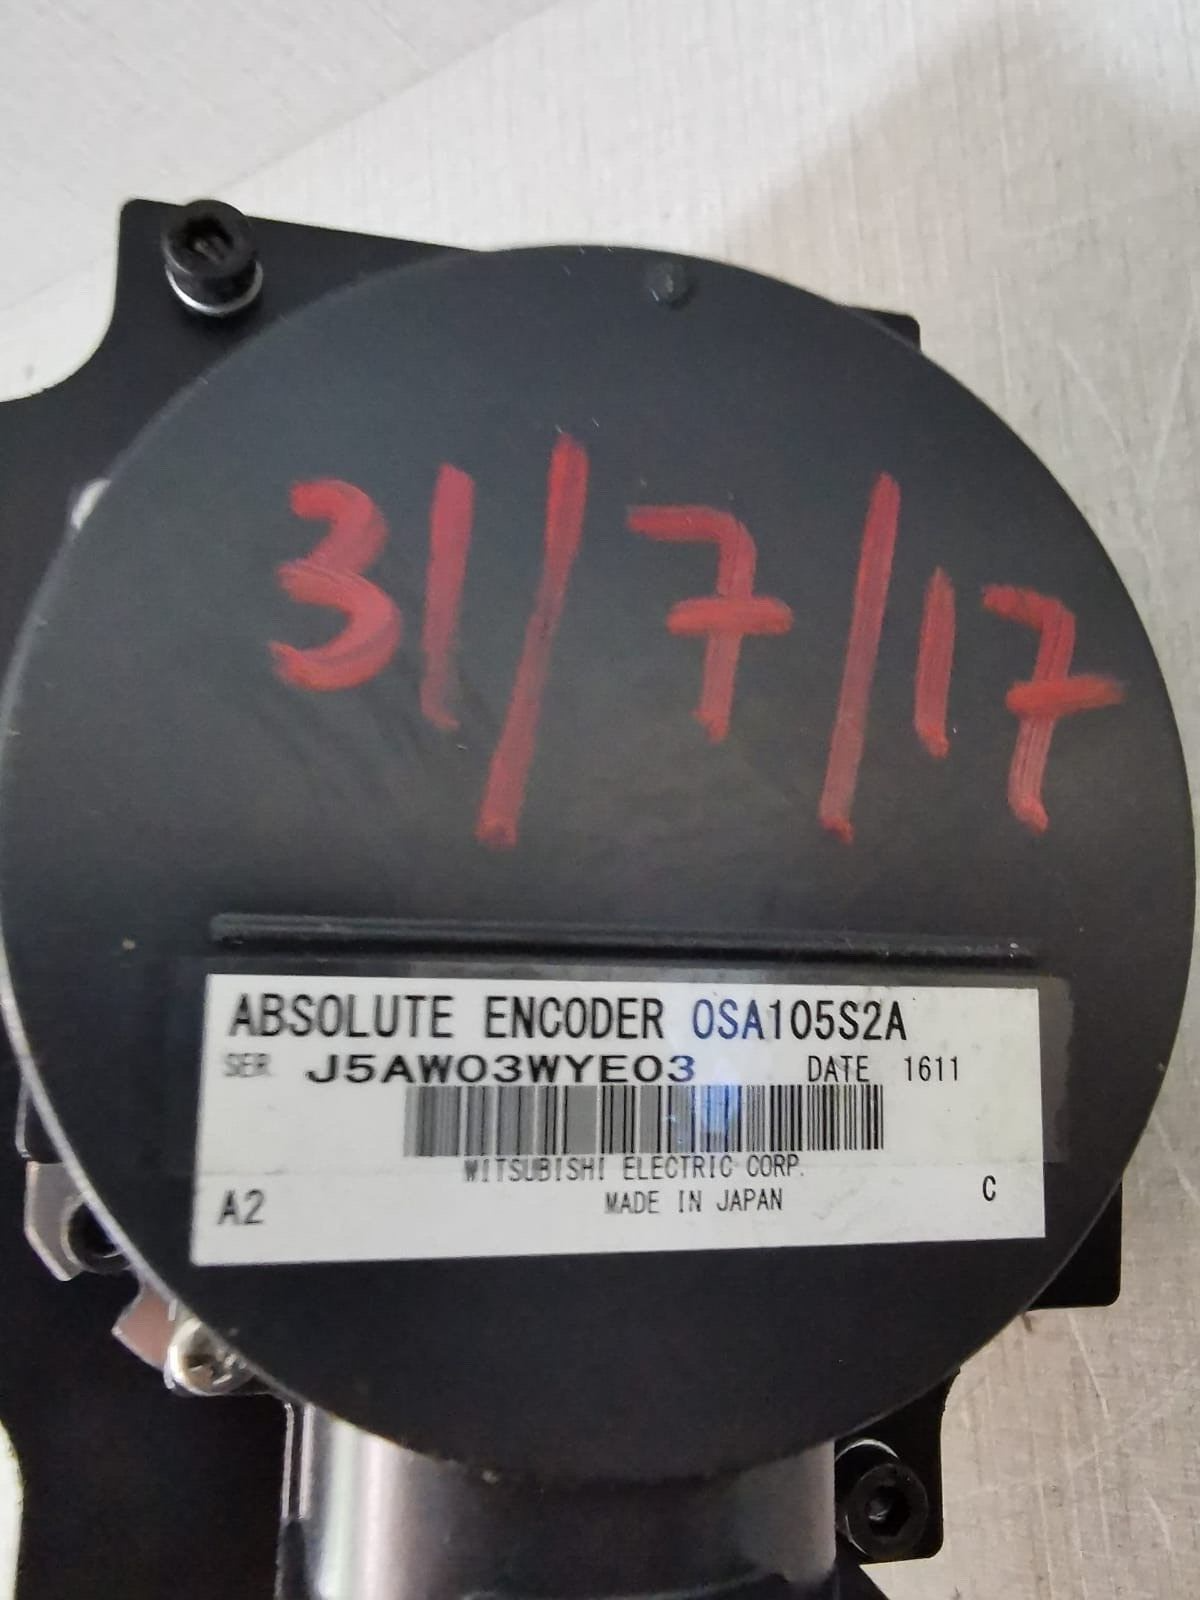 31/7/17
ABSOLUTE ENCODER OSA105S2A
SER J5AW03WYE03 DATE 1611
MITSUBISHI ELECTRIC CORP.
A2 MADE IN JAPAN C